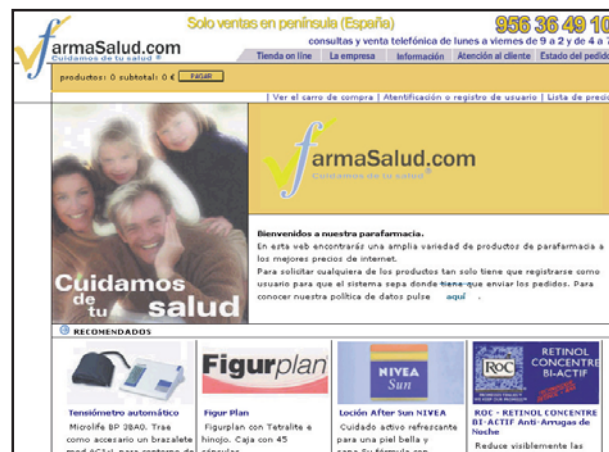 Solo ventas en península (España) 956 36 49 10
farmaSalud.com
Cuidamos de tu salud ®
consultas y venta telefónica de lunes a viernes de 9 a 2 y de 4 a 7
Tienda on line La empresa Información Atención al cliente Estado del pedido
productos: 0 subtotal: 0 € PAGAR
| Ver el carro de compra | Atentificación o registro de usuario | Lista de precio
farmaSalud.com
Cuidamos de tu salud ®
Cuidamos
de
tu salud
Bienvenidos a nuestra parafarmacia.
En esta web encontrarás una amplia variedad de productos de parafarmacia a
los mejores precios de internet.
Para solicitar cualquiera de los productos tan solo tiene que registrarse como
usuario para que el sistema sepa donde tiene que enviar los pedidos. Para
conocer nuestra política de datos pulse aquí .
RECOMENDADOS
Figurplan
NIVEA
Sun
RoC
RETINOL
CONCENTRE
BI-ACTIF
Tensiómetro automático
Microlife BP 3BA0. Trae
como accesario un brazalete
Figur Plan
Figurplan con Tetralite e
hinojo. Caja con 45
cápsulas
Loción After Sun NIVEA
Cuidado activo refrescante
para una piel bella y
sana Su fórmula con
ROC - RETINOL CONCENTRE
BI-ACTIF Anti-Arrugas de
Noche
Reduce visiblemente las